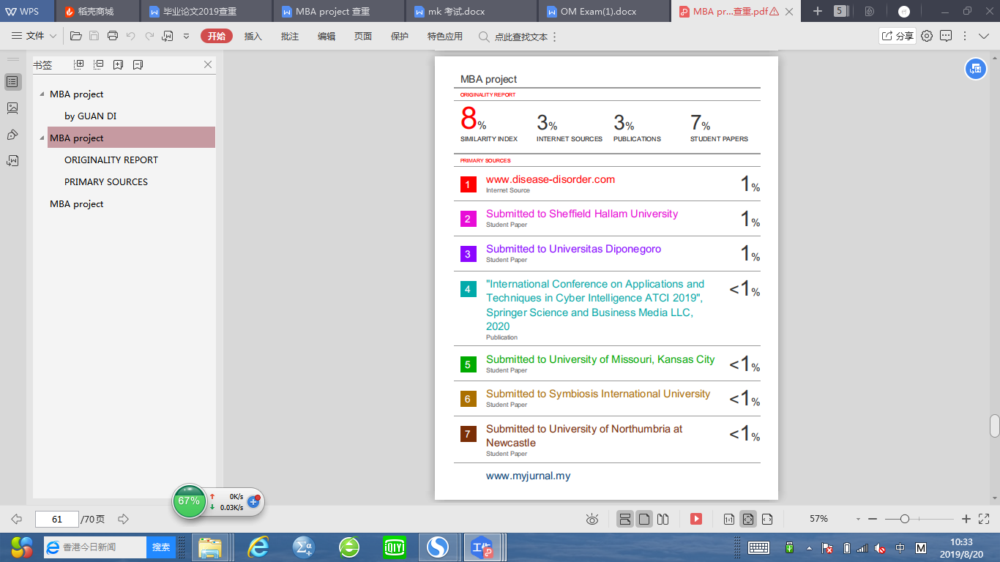 WPS
稻壳商城
毕业论文2019查重
MBA project 查重
mk 考试.docx
OM Exam(1).docx
MBA pr...查重.pdf
5
文件
开始
插入
批注
编辑
页面
保护
特色应用
点此查找文本
分享
书签
MBA project
by GUAN DI
MBA project
ORIGINALITY REPORT
PRIMARY SOURCES
MBA project
MBA project
ORIGINALITY REPORT
8% 3% 3% 7%
SIMILARITY INDEX INTERNET SOURCES PUBLICATIONS STUDENT PAPERS
PRIMARY SOURCES
1 www.disease-disorder.com 1%
Internet Source
2 Submitted to Sheffield Hallam University 1%
Student Paper
3 Submitted to Universitas Diponegoro 1%
Student Paper
4 "International Conference on Applications and <1%
Techniques in Cyber Intelligence ATCI 2019",
Springer Science and Business Media LLC,
2020
Publication
5 Submitted to University of Missouri, Kansas City <1%
Student Paper
6 Submitted to Symbiosis International University <1%
Student Paper
7 Submitted to University of Northumbria at <1%
Newcastle
Student Paper
www.myjurnal.my
67%
0K/s
0.03K/s
61 /70页
1:1
57%
香港今日新闻
搜索
iQIYI
工作
中
M
10:33
2019/8/20